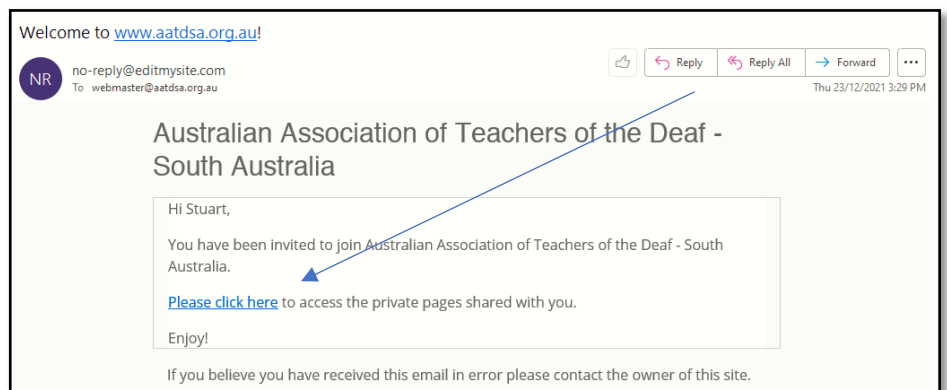 Welcome to www.aatdsa.org.au!
NR
no-reply@editmysite.com
To webmaster@aatdsa.org.au
Reply
Reply All
Forward
Thu 23/12/2021 3:29 PM
Australian Association of Teachers of the Deaf -
South Australia
Hi Stuart,
You have been invited to join Australian Association of Teachers of the Deaf - South
Australia.
Please click here to access the private pages shared with you.
Enjoy!
If you believe you have received this email in error please contact the owner of this site.